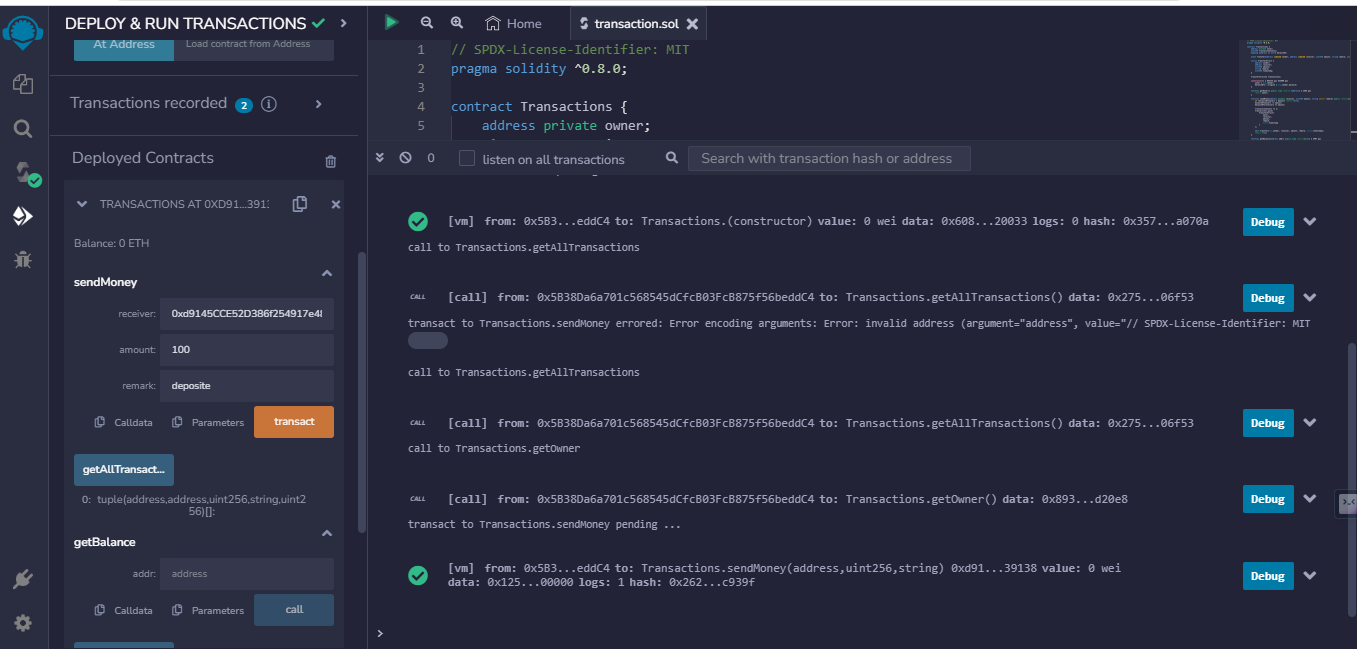 DEPLOY & RUN TRANSACTIONS
At Address
Load contract from Address
Transactions recorded 2 i
Deployed Contracts
TRANSACTIONS AT 0XD91...3913
Balance: 0 ETH
sendMoney
receiver: 0xd9145CCE52D386f254917e48
amount: 100
remark: deposite
Calldata Parameters transact
getAllTransact...
0: tuple(address,address,uint256,string,uint2
56)[]:
getBalance
addr: address
Calldata Parameters call
Home
transaction.sol
1 // SPDX-License-Identifier: MIT
2 pragma solidity ^0.8.0;
3
4 contract Transactions {
5 address private owner;
0 listen on all transactions
Search with transaction hash or address
[vm] from: 0x5B3...eddC4 to: Transactions.(constructor) value: 0 wei data: 0x608...20033 logs: 0 hash: 0x357...a070a
Debug
call to Transactions.getAllTransactions
CALL [call] from: 0x5B38Da6a701c568545dCfcB03FcB875f56beddC4 to: Transactions.getAllTransactions() data: 0x275...06f53
Debug
transact to Transactions.sendMoney errored: Error encoding arguments: Error: invalid address (argument="address", value="// SPDX-License-Identifier: MIT
call to Transactions.getAllTransactions
CALL [call] from: 0x5B38Da6a701c568545dCfcB03FcB875f56beddC4 to: Transactions.getAllTransactions() data: 0x275...06f53
Debug
call to Transactions.getOwner
CALL [call] from: 0x5B38Da6a701c568545dCfcB03FcB875f56beddC4 to: Transactions.getOwner() data: 0x893...d20e8
Debug
transact to Transactions.sendMoney pending ...
[vm] from: 0x5B3...eddC4 to: Transactions.sendMoney(address,uint256,string) 0xd91...39138 value: 0 wei
data: 0x125...00000 logs: 1 hash: 0x262...c939f
Debug
>